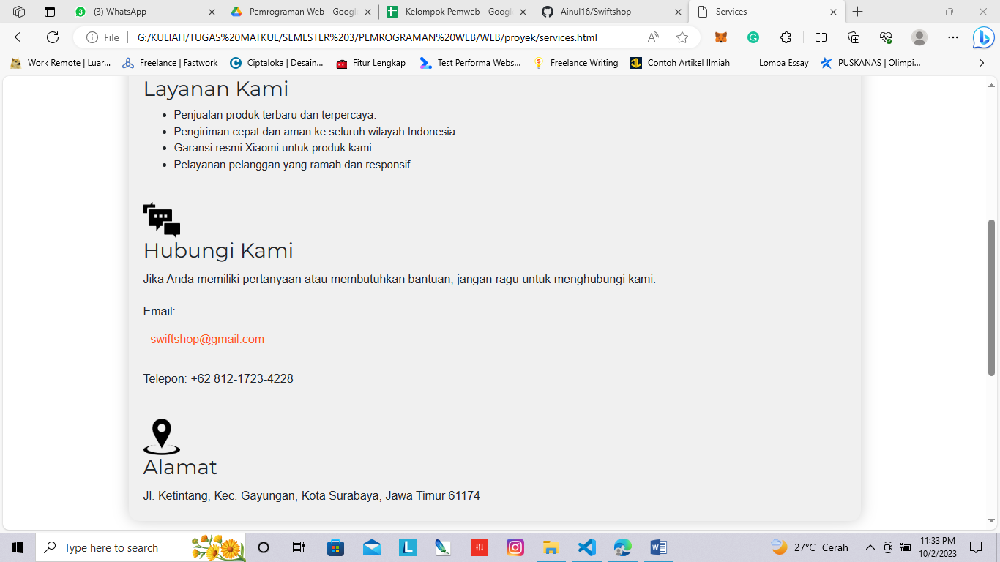 (3) WhatsApp
Pemrograman Web - Google
Kelompok Pemweb - Google
Ainul16/Swiftshop
Services
File
G:/KULIAH/TUGAS%20MATKUL/SEMESTER%203/PEMROGRAMAN%20WEB/WEB/proyek/services.html
Work Remote | Luar...
Freelance | Fastwork
Ciptaloka | Desain...
Fitur Lengkap
Test Performa Webs...
Freelance Writing
Contoh Artikel Ilmiah
Lomba Essay
PUSKANAS | Olimpi...
Layanan Kami
• Penjualan produk terbaru dan terpercaya.
• Pengiriman cepat dan aman ke seluruh wilayah Indonesia.
• Garansi resmi Xiaomi untuk produk kami.
• Pelayanan pelanggan yang ramah dan responsif.
Hubungi Kami
Jika Anda memiliki pertanyaan atau membutuhkan bantuan, jangan ragu untuk menghubungi kami:
Email:
swiftshop@gmail.com
Telepon: +62 812-1723-4228
Alamat
Jl. Ketintang, Kec. Gayungan, Kota Surabaya, Jawa Timur 61174
Type here to search
27°C Cerah
11:33 PM
10/2/2023